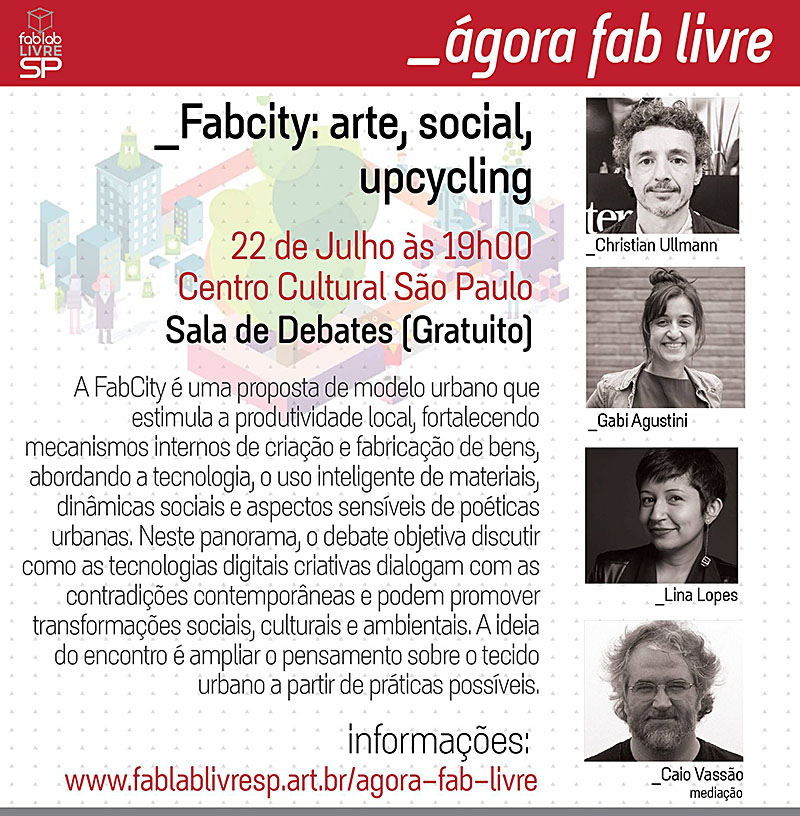 fablab
LIVRE
SP
_ágora fab livre
_Fabcity: arte, social,
upcycling
22 de Julho às 19h00
Centro Cultural São Paulo
Sala de Debates (Gratuito)
A FabCity é uma proposta de modelo urbano que
estimula a produtividade local, fortalecendo
mecanismos internos de criação e fabricação de bens,
abordando a tecnologia, o uso inteligente de materiais,
dinâmicas sociais e aspectos sensíveis de poéticas
urbanas. Neste panorama, o debate objetiva discutir
como as tecnologias digitais criativas dialogam com as
contradições contemporâneas e podem promover
transformações sociais, culturais e ambientais. A ideia
do encontro é ampliar o pensamento sobre o tecido
urbano a partir de práticas possíveis.
informações:
www.fablablivresp.art.br/agora-fab-livre
ter
_Christian Ullmann
_Gabi Agustini
_Lina Lopes
_Caio Vassão
mediação